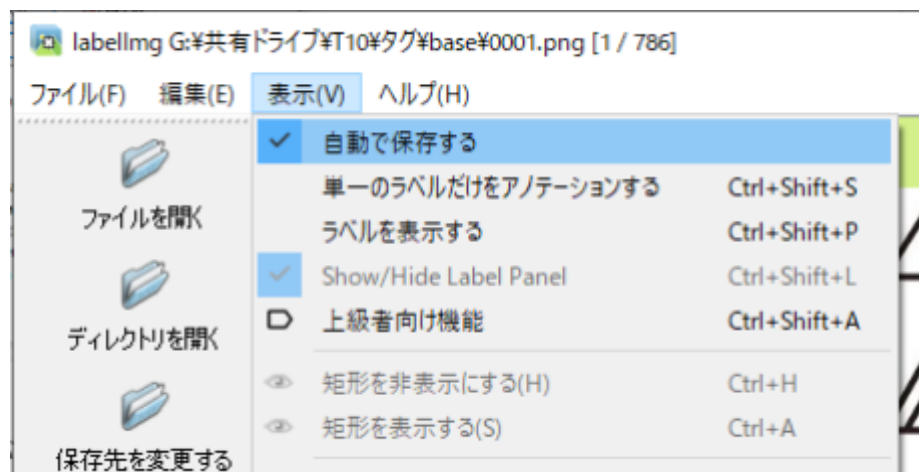 labelImg G:¥共有ドライブ¥T10¥タグ¥base¥0001.png [1 / 786]
ファイル(F) 編集(E) 表示(V) ヘルプ(H)
ファイルを開く
ディレクトリを開く
保存先を変更する
自動で保存する
単一のラベルだけをアノテーションする Ctrl+Shift+S
ラベルを表示する Ctrl+Shift+P
Show/Hide Label Panel Ctrl+Shift+L
上級者向け機能 Ctrl+Shift+A
矩形を非表示にする(H) Ctrl+H
矩形を表示する(S) Ctrl+A